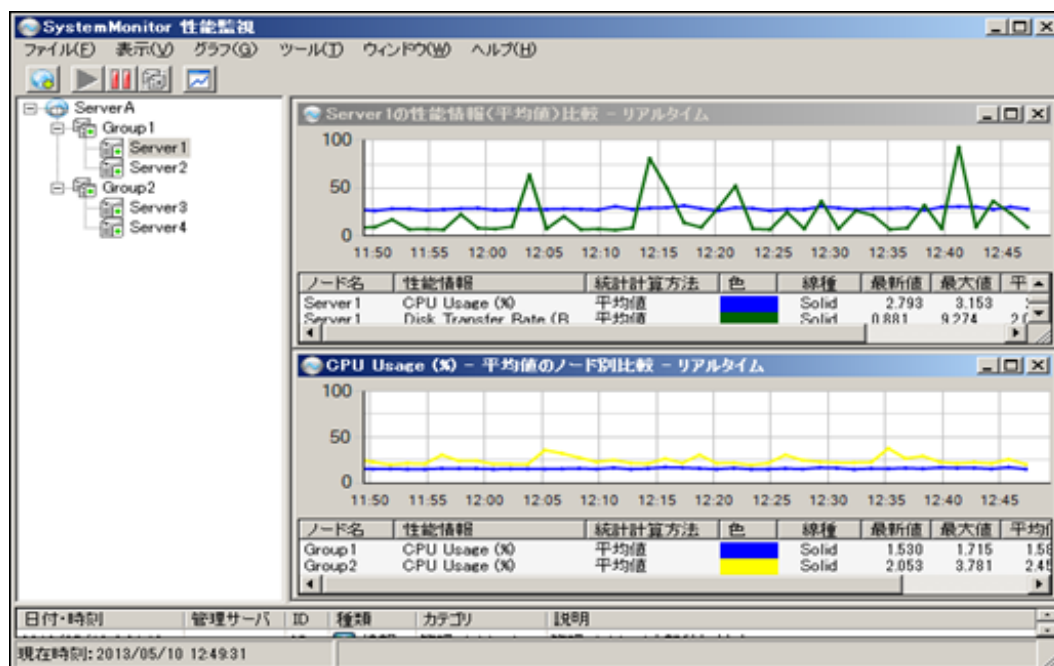 SystemMonitor 性能監視
ファイル(F) 表示(V) グラフ(G) ツール(T) ウィンドウ(W) ヘルプ(H)
ServerA
Group1
Server1
Server2
Group2
Server3
Server4
Server1の性能情報(平均値)比較 - リアルタイム
100
50
0
11:50 11:55 12:00 12:05 12:10 12:15 12:20 12:25 12:30 12:35 12:40 12:45
ノード名 性能情報 統計計算方法 色 線種 最新値 最大値 平
Server1 CPU Usage (%) 平均値 Solid 2.793 3.153
Server1 Disk Transfer Rate (B 平均値 Solid 0.881 9.274
CPU Usage (%) - 平均値のノード別比較 - リアルタイム
100
50
0
11:50 11:55 12:00 12:05 12:10 12:15 12:20 12:25 12:30 12:35 12:40 12:45
ノード名 性能情報 統計計算方法 色 線種 最新値 最大値 平均
Group1 CPU Usage (%) 平均値 Solid 1.530 1.715 1.58
Group2 CPU Usage (%) 平均値 Solid 2.053 3.781 2.45
日付・時刻 管理サーバ ID 種類 カテゴリ 説明
現在時刻: 2013/05/10 12:49:31